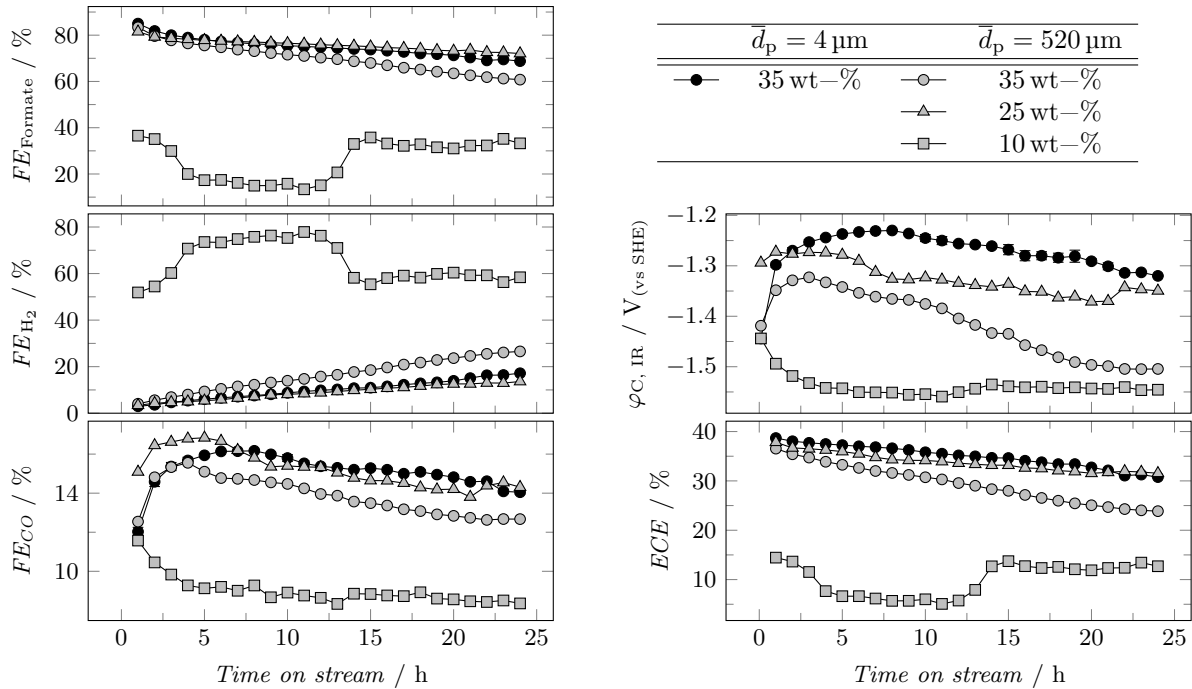 80
60
40
20
FE_Formate / %
80
60
40
20
0
FE_H2 / %
14
10
FE_CO / %
0 5 10 15 20 25
Time on stream / h
d̅p = 4 µm d̅p = 520 µm
35 wt−% 35 wt−%
25 wt−%
10 wt−%
−1.2
−1.3
−1.4
−1.5
φC, IR / V(vs SHE)
40
30
20
10
ECE / %
0 5 10 15 20 25
Time on stream / h